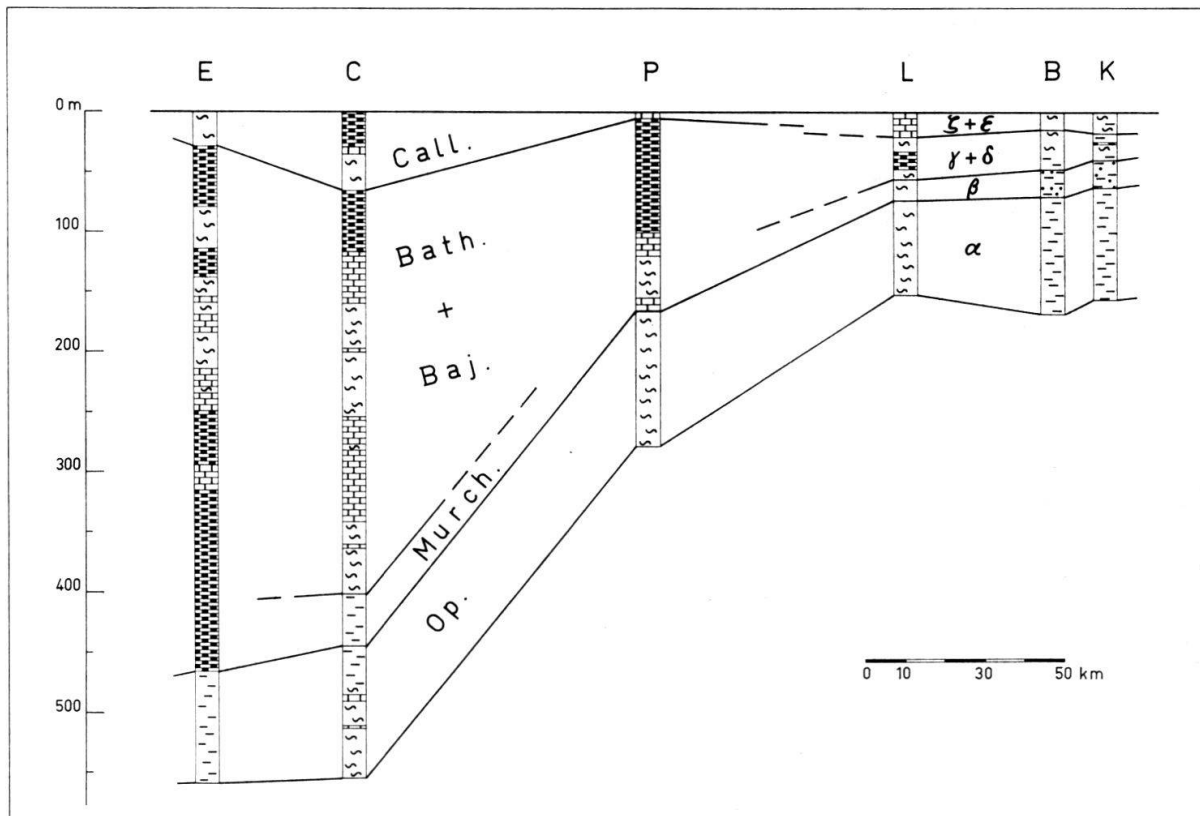 E C P L B K
0 m
100
200
300
400
500
Call.
Bath.
+
Baj.
Murch.
Op.
ζ+ε
γ+δ
β
α
0 10 30 50 km